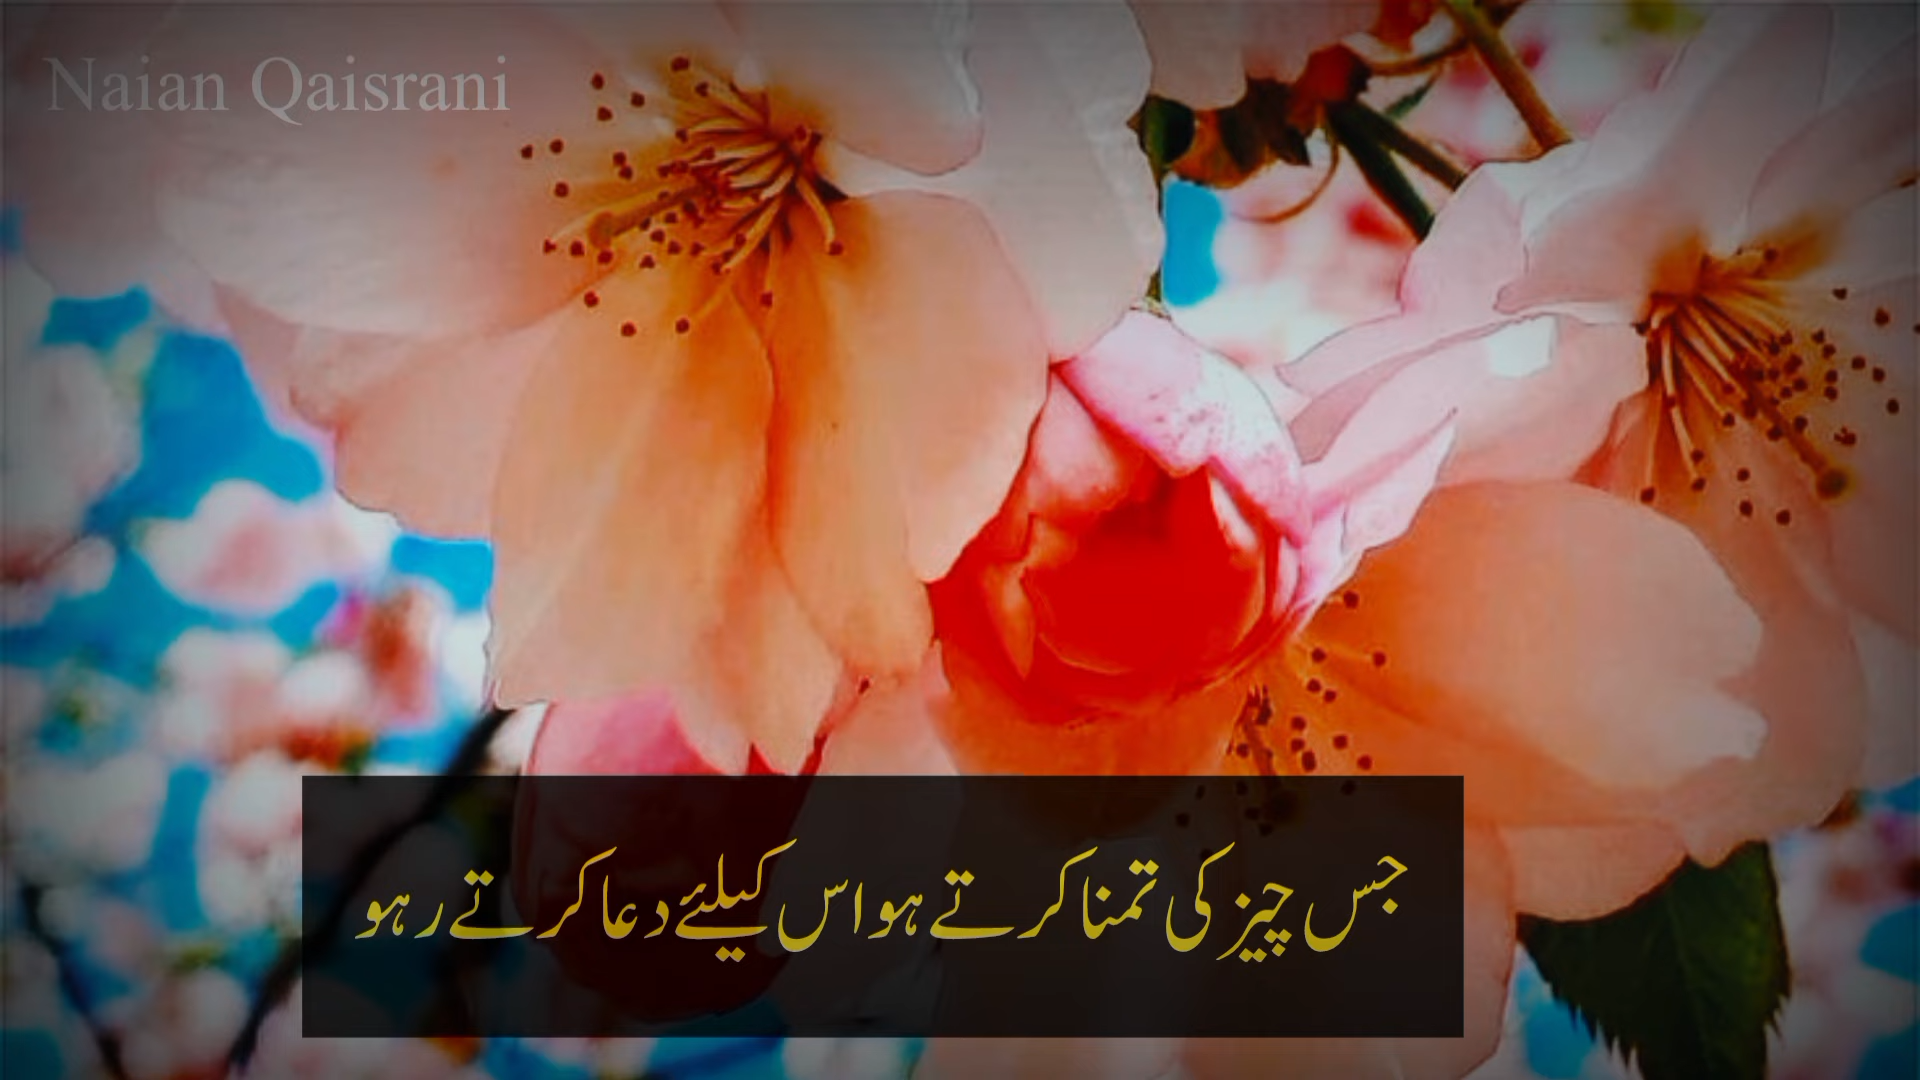 Naian Qaisrani
جس چیز کی تمنا کرتے ہو اس کیلئے دعا کرتے رہو